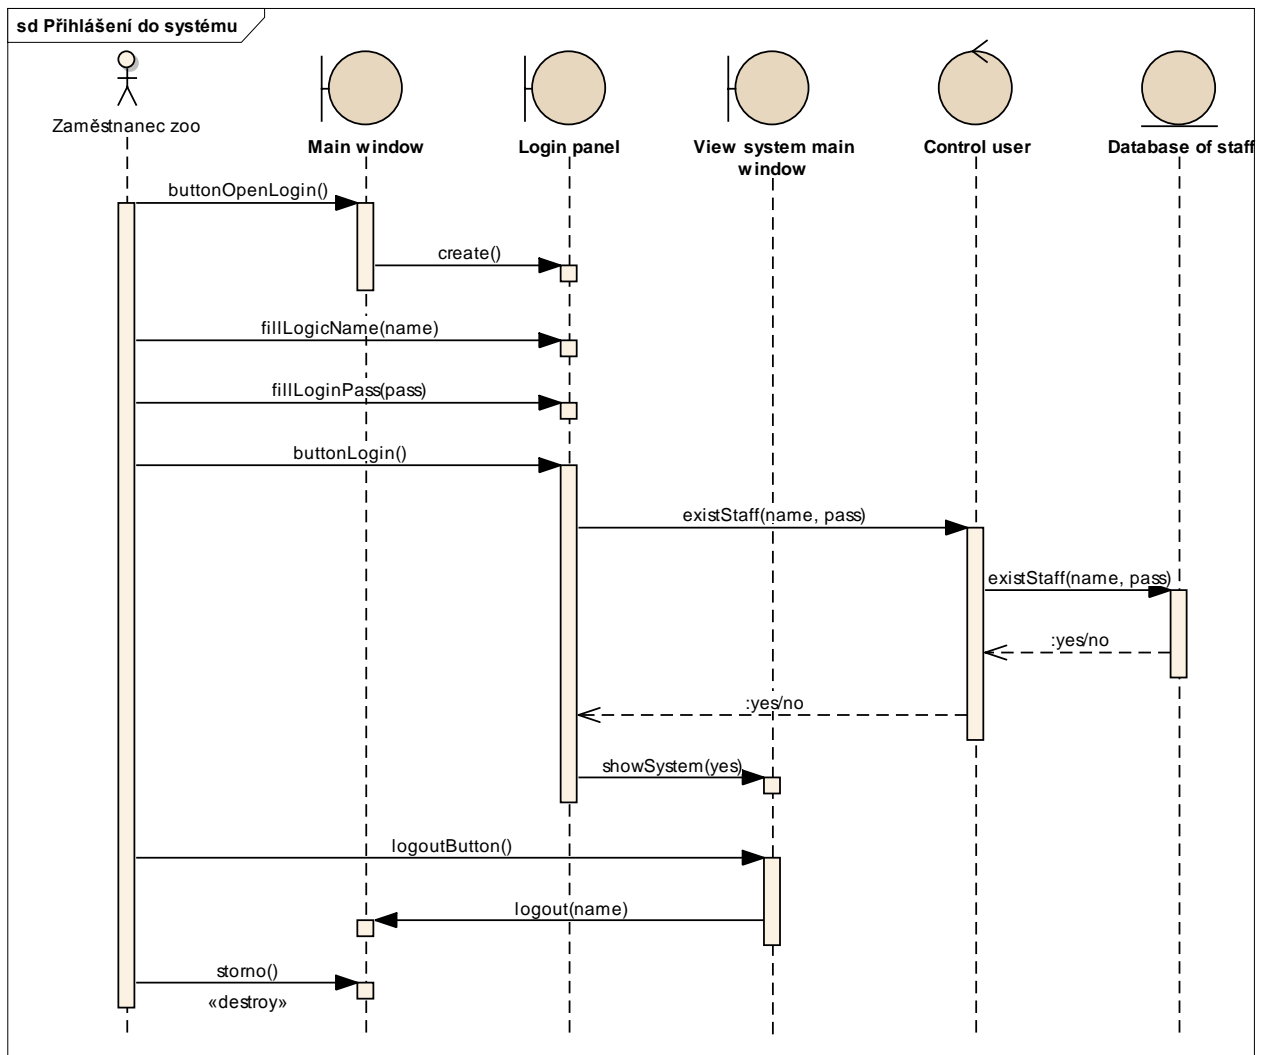 sd Přihlášení do systému
Zaměstnanec zoo
Main window
Login panel
View system main
window
Control user
Database of staff
buttonOpenLogin()
create()
fillLogicName(name)
fillLoginPass(pass)
buttonLogin()
existStaff(name, pass)
existStaff(name, pass)
:yes/no
:yes/no
showSystem(yes)
logoutButton()
logout(name)
storno()
«destroy»